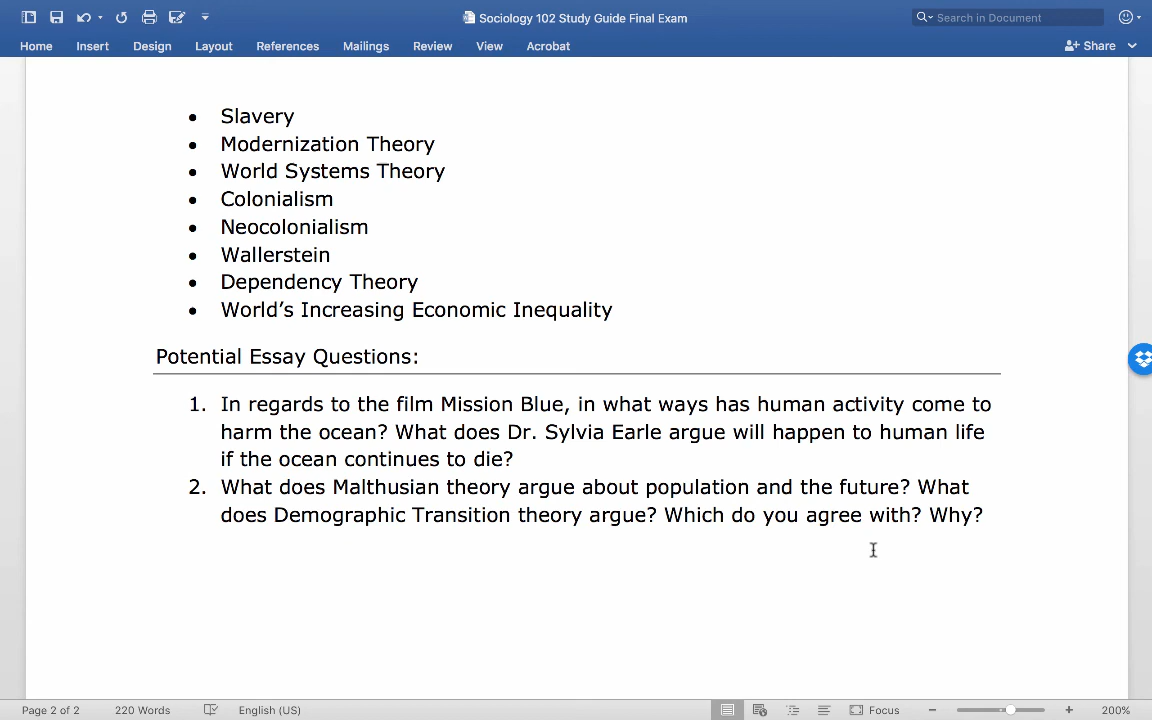 Sociology 102 Study Guide Final Exam
Search in Document
Home Insert Design Layout References Mailings Review View Acrobat Share
• Slavery
• Modernization Theory
• World Systems Theory
• Colonialism
• Neocolonialism
• Wallerstein
• Dependency Theory
• World’s Increasing Economic Inequality
Potential Essay Questions:
1. In regards to the film Mission Blue, in what ways has human activity come to
harm the ocean? What does Dr. Sylvia Earle argue will happen to human life
if the ocean continues to die?
2. What does Malthusian theory argue about population and the future? What
does Demographic Transition theory argue? Which do you agree with? Why?
Page 2 of 2 220 Words English (US) Focus 200%